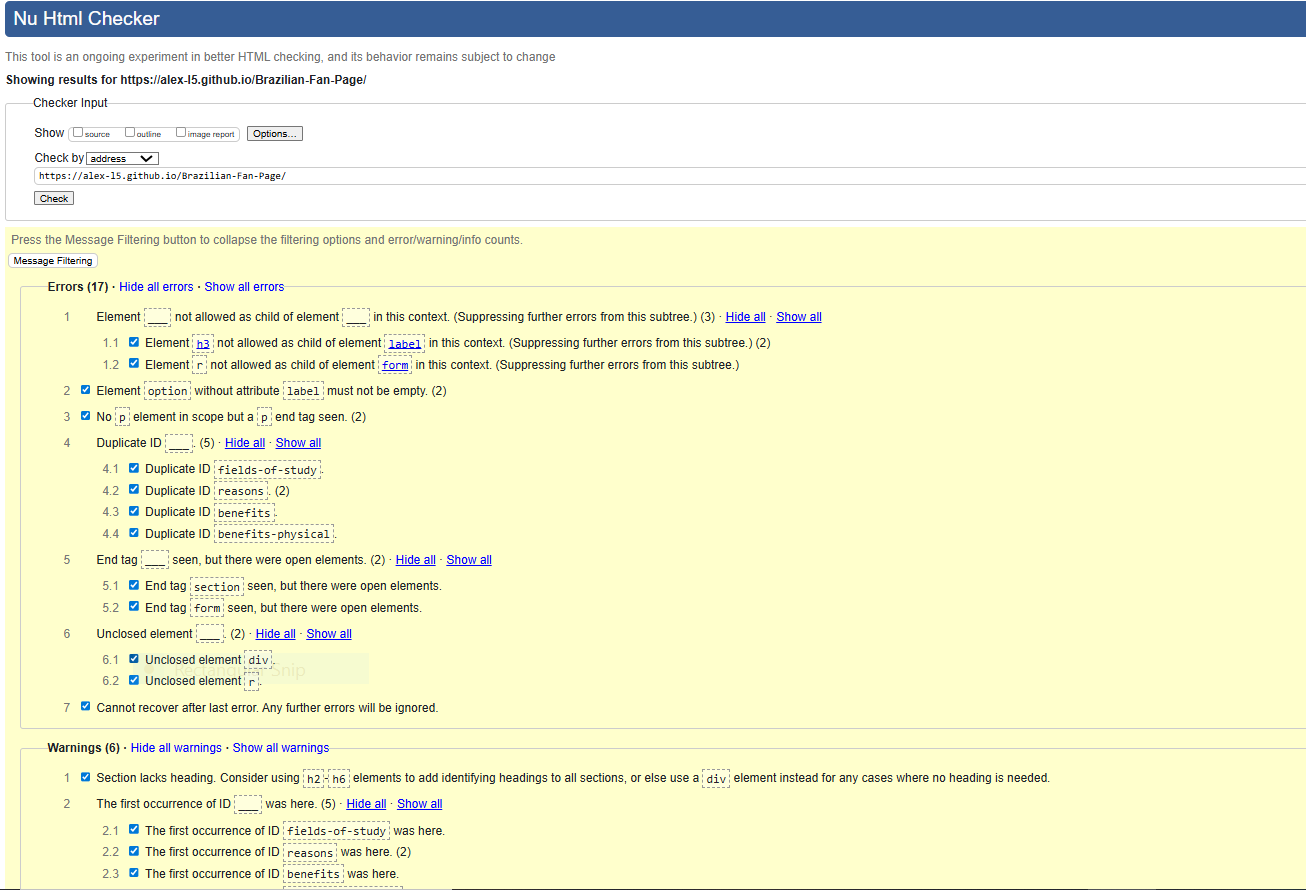 Nu Html Checker
This tool is an ongoing experiment in better HTML checking, and its behavior remains subject to change
Showing results for https://alex-l5.github.io/Brazilian-Fan-Page/
Checker Input
Show source outline image report Options...
Check by address
https://alex-l5.github.io/Brazilian-Fan-Page/
Check
Press the Message Filtering button to collapse the filtering options and error/warning/info counts.
Message Filtering
Errors (17) · Hide all errors · Show all errors
1 Element ___ not allowed as child of element ___ in this context. (Suppressing further errors from this subtree.) (3) · Hide all · Show all
1.1 Element h3 not allowed as child of element label in this context. (Suppressing further errors from this subtree.) (2)
1.2 Element r not allowed as child of element form in this context. (Suppressing further errors from this subtree.)
2 Element option without attribute label must not be empty. (2)
3 No p element in scope but a p end tag seen. (2)
4 Duplicate ID ___. (5) · Hide all · Show all
4.1 Duplicate ID fields-of-study.
4.2 Duplicate ID reasons. (2)
4.3 Duplicate ID benefits.
4.4 Duplicate ID benefits-physical.
5 End tag ___ seen, but there were open elements. (2) · Hide all · Show all
5.1 End tag section seen, but there were open elements.
5.2 End tag form seen, but there were open elements.
6 Unclosed element ___. (2) · Hide all · Show all
6.1 Unclosed element div.
Rectangular Snip
6.2 Unclosed element r.
7 Cannot recover after last error. Any further errors will be ignored.
Warnings (6) · Hide all warnings · Show all warnings
1 Section lacks heading. Consider using h2-h6 elements to add identifying headings to all sections, or else use a div element instead for any cases where no heading is needed.
2 The first occurrence of ID ___ was here. (5) · Hide all · Show all
2.1 The first occurrence of ID fields-of-study was here.
2.2 The first occurrence of ID reasons was here. (2)
2.3 The first occurrence of ID benefits was here.